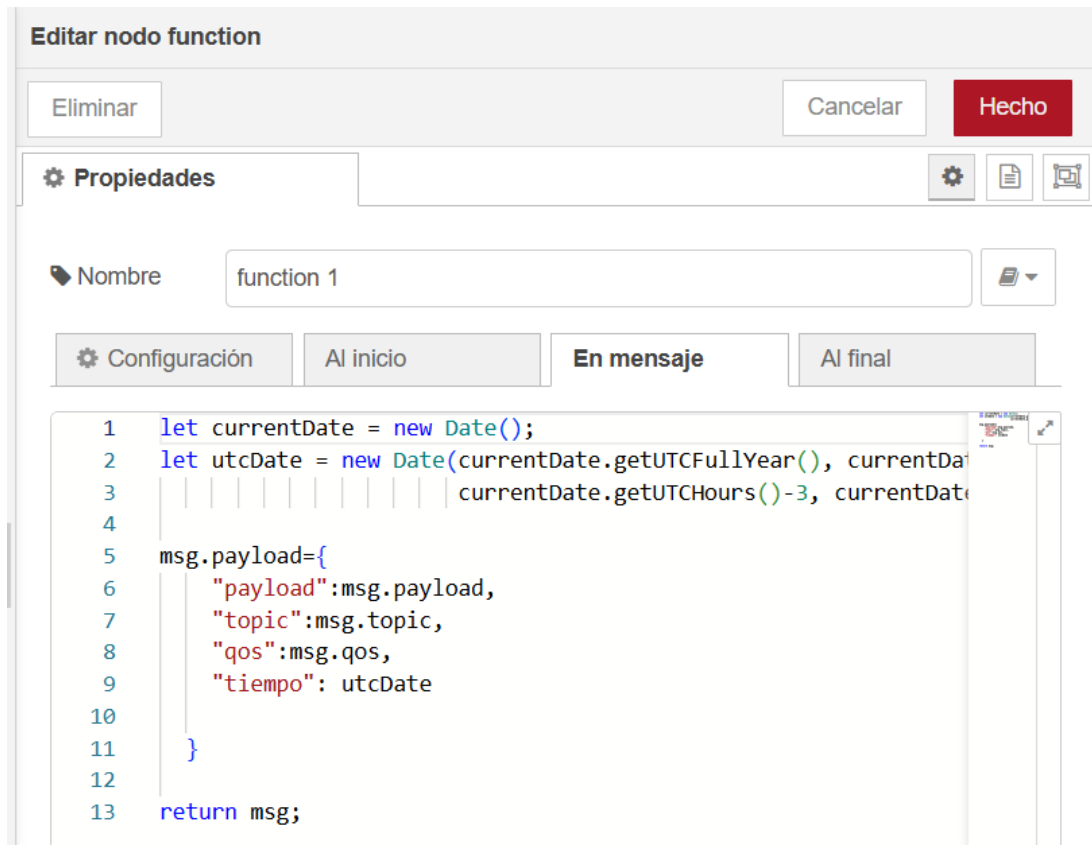 Editar nodo function
Eliminar
Cancelar
Hecho
Propiedades
Nombre
function 1
Configuración
Al inicio
En mensaje
Al final
1 let currentDate = new Date();
2 let utcDate = new Date(currentDate.getUTCFullYear(), currentDat
3 currentDate.getUTCHours()-3, currentDate
4
5 msg.payload={
6 "payload":msg.payload,
7 "topic":msg.topic,
8 "qos":msg.qos,
9 "tiempo": utcDate
10
11 }
12
13 return msg;